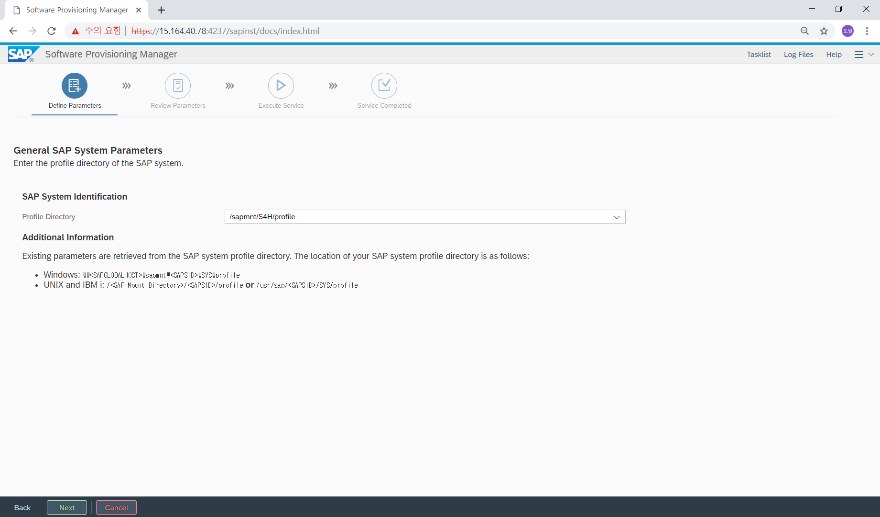 Software Provisioning Manager
수의 요함 | https://15.164.40.78:4237/sapinst/docs/index.html
SAP Software Provisioning Manager
Tasklist Log Files Help
Define Parameters
Review Parameters
Execute Service
Service Completed
General SAP System Parameters
Enter the profile directory of the SAP system.
SAP System Identification
Profile Directory /sapmnt/S4H/profile
Additional Information
Existing parameters are retrieved from the SAP system profile directory. The location of your SAP system profile directory is as follows:
Windows: ₩₩<SAPGLOBALHOST>₩sapmnt₩<SAPSID>₩SYS₩profile
UNIX and IBM i: /<SAP Mount Directory>/<SAPSID>/profile or /usr/sap/<SAPSID>/SYS/profile
Back Next Cancel